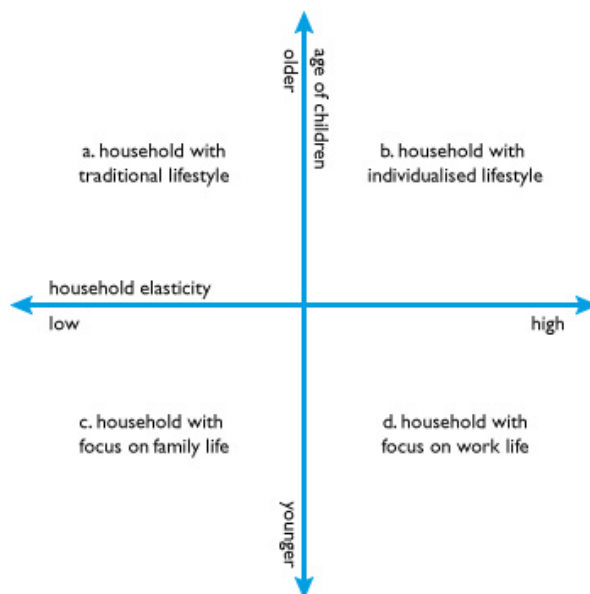 older
age of children
a. household with
traditional lifestyle
b. household with
individualised lifestyle
household elasticity
low
high
c. household with
focus on family life
d. household with
focus on work life
younger